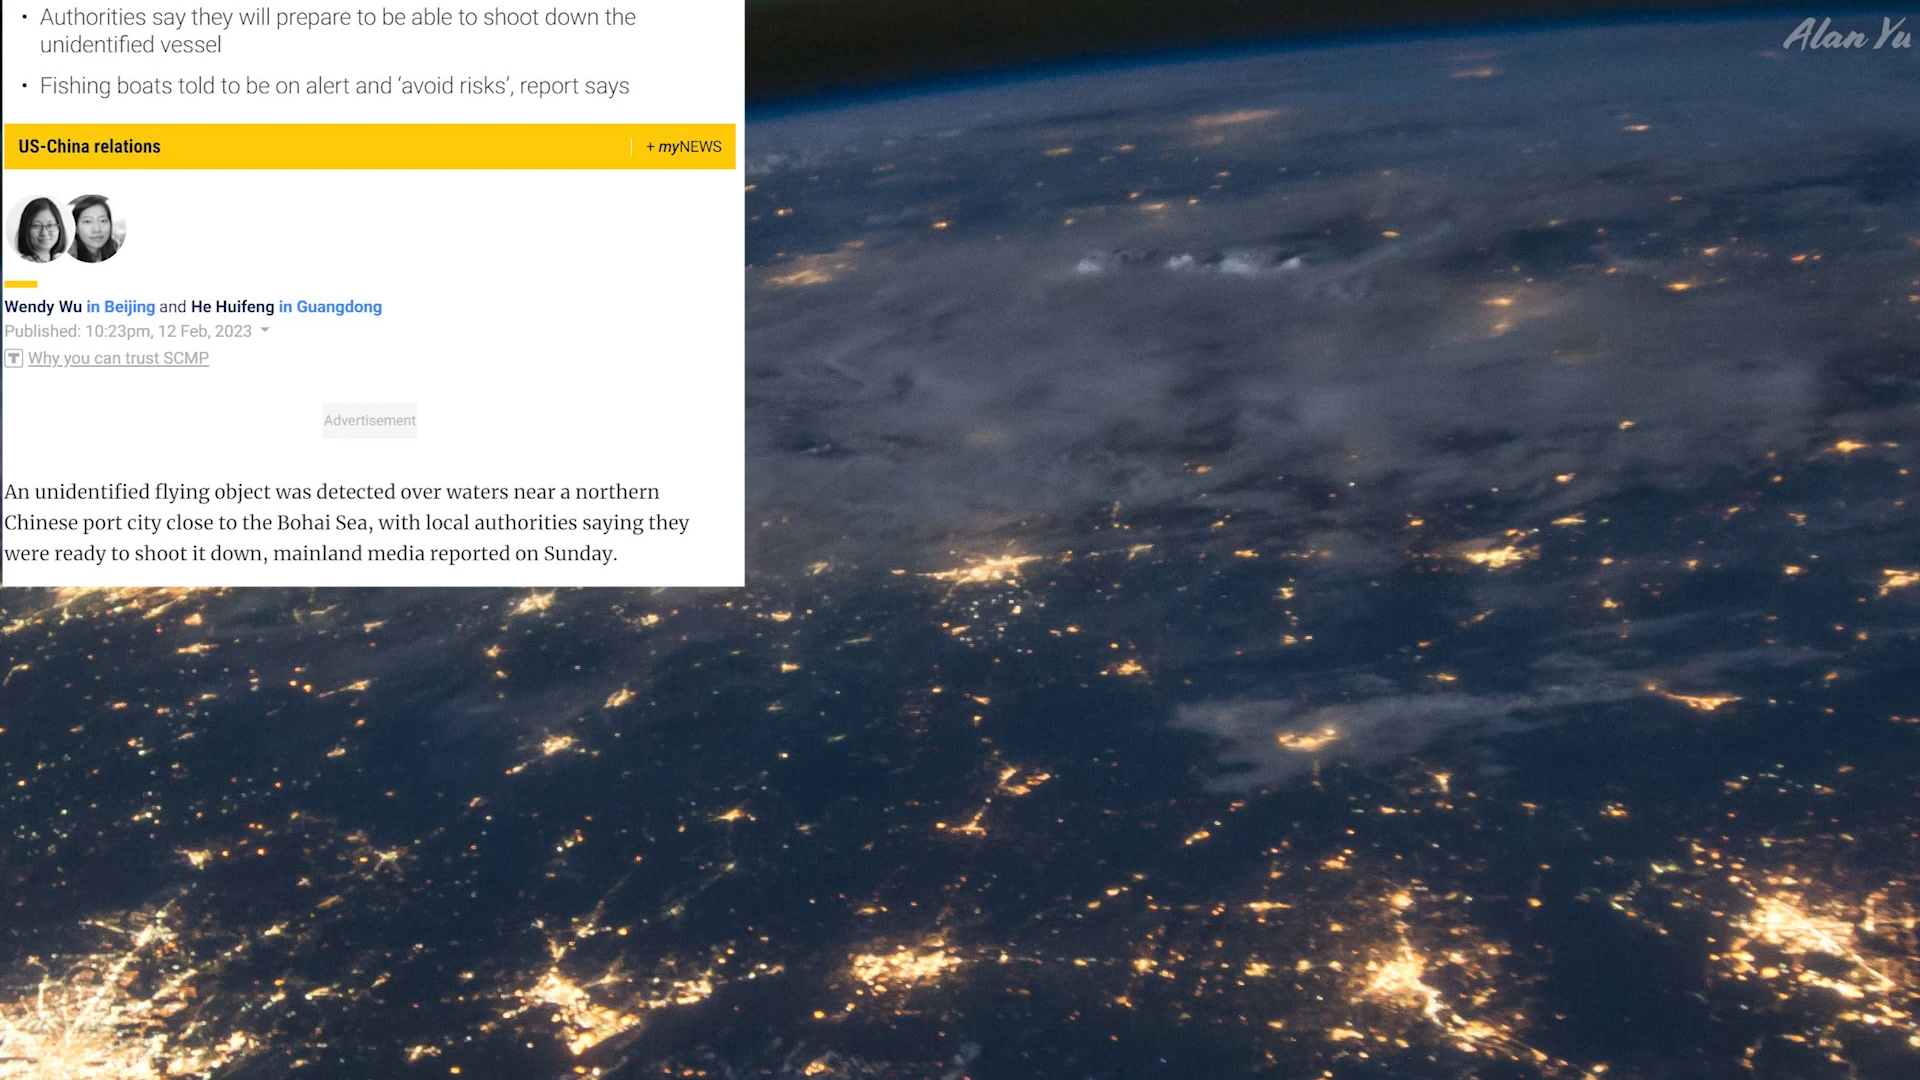 • Authorities say they will prepare to be able to shoot down the
unidentified vessel
• Fishing boats told to be on alert and ‘avoid risks’, report says
US-China relations
+ myNEWS
Wendy Wu in Beijing and He Huifeng in Guangdong
Published: 10:23pm, 12 Feb, 2023
T Why you can trust SCMP
Advertisement
An unidentified flying object was detected over waters near a northern
Chinese port city close to the Bohai Sea, with local authorities saying they
were ready to shoot it down, mainland media reported on Sunday.
Alan Yu